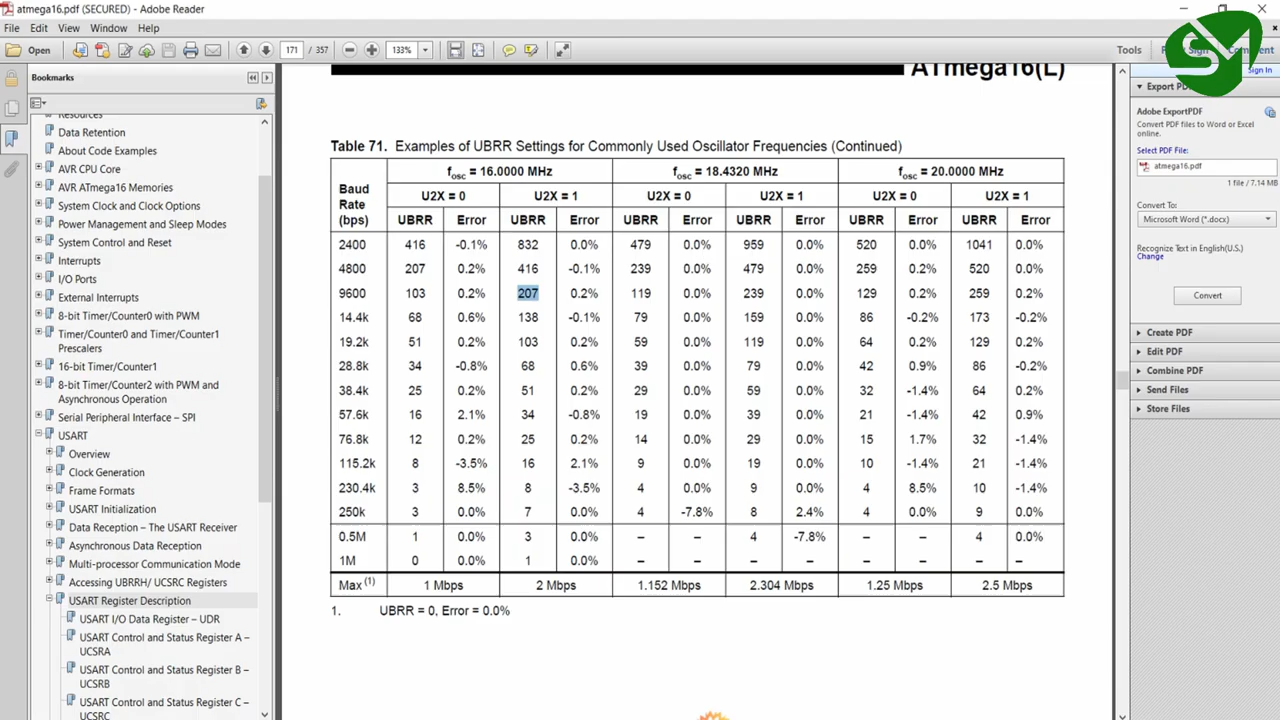 atmega16.pdf (SECURED) - Adobe Reader
File Edit View Window Help
Open 171 / 357 133% Tools Comment
Sign In
Bookmarks
Resources
Data Retention
About Code Examples
AVR CPU Core
AVR ATmega16 Memories
System Clock and Clock Options
Power Management and Sleep Modes
System Control and Reset
Interrupts
I/O Ports
External Interrupts
8-bit Timer/Counter0 with PWM
Timer/Counter0 and Timer/Counter1
Prescalers
16-bit Timer/Counter1
8-bit Timer/Counter2 with PWM and
Asynchronous Operation
Serial Peripheral Interface – SPI
USART
Overview
Clock Generation
Frame Formats
USART Initialization
Data Reception – The USART Receiver
Asynchronous Data Reception
Multi-processor Communication Mode
Accessing UBRRH/ UCSRC Registers
USART Register Description
USART I/O Data Register – UDR
USART Control and Status Register A –
UCSRA
USART Control and Status Register B –
UCSRB
USART Control and Status Register C –
UCSRC
ATmega16(L)
Table 71. Examples of UBRR Settings for Commonly Used Oscillator Frequencies (Continued)
Baud
Rate
(bps)
fosc = 16.0000 MHz fosc = 18.4320 MHz fosc = 20.0000 MHz
U2X = 0 U2X = 1 U2X = 0 U2X = 1 U2X = 0 U2X = 1
UBRR Error UBRR Error UBRR Error UBRR Error UBRR Error UBRR Error
2400 416 -0.1% 832 0.0% 479 0.0% 959 0.0% 520 0.0% 1041 0.0%
4800 207 0.2% 416 -0.1% 239 0.0% 479 0.0% 259 0.2% 520 0.0%
9600 103 0.2% 207 0.2% 119 0.0% 239 0.0% 129 0.2% 259 0.2%
14.4k 68 0.6% 138 -0.1% 79 0.0% 159 0.0% 86 -0.2% 173 -0.2%
19.2k 51 0.2% 103 0.2% 59 0.0% 119 0.0% 64 0.2% 129 0.2%
28.8k 34 -0.8% 68 0.6% 39 0.0% 79 0.0% 42 0.9% 86 -0.2%
38.4k 25 0.2% 51 0.2% 29 0.0% 59 0.0% 32 -1.4% 64 0.2%
57.6k 16 2.1% 34 -0.8% 19 0.0% 39 0.0% 21 -1.4% 42 0.9%
76.8k 12 0.2% 25 0.2% 14 0.0% 29 0.0% 15 1.7% 32 -1.4%
115.2k 8 -3.5% 16 2.1% 9 0.0% 19 0.0% 10 -1.4% 21 -1.4%
230.4k 3 8.5% 8 -3.5% 4 0.0% 9 0.0% 4 8.5% 10 -1.4%
250k 3 0.0% 7 0.0% 4 -7.8% 8 2.4% 4 0.0% 9 0.0%
0.5M 1 0.0% 3 0.0% – – 4 -7.8% – – 4 0.0%
1M 0 0.0% 1 0.0% – – – – – – – –
Max (1) 1 Mbps 2 Mbps 1.152 Mbps 2.304 Mbps 1.25 Mbps 2.5 Mbps
1. UBRR = 0, Error = 0.0%
SM
Export PDF
Adobe ExportPDF
Convert PDF files to Word or Excel
online.
Select PDF File:
atmega16.pdf
1 file / 7.14 MB
Convert To:
Microsoft Word (*.docx)
Recognize Text in English(U.S.)
Change
Convert
Create PDF
Edit PDF
Combine PDF
Send Files
Store Files